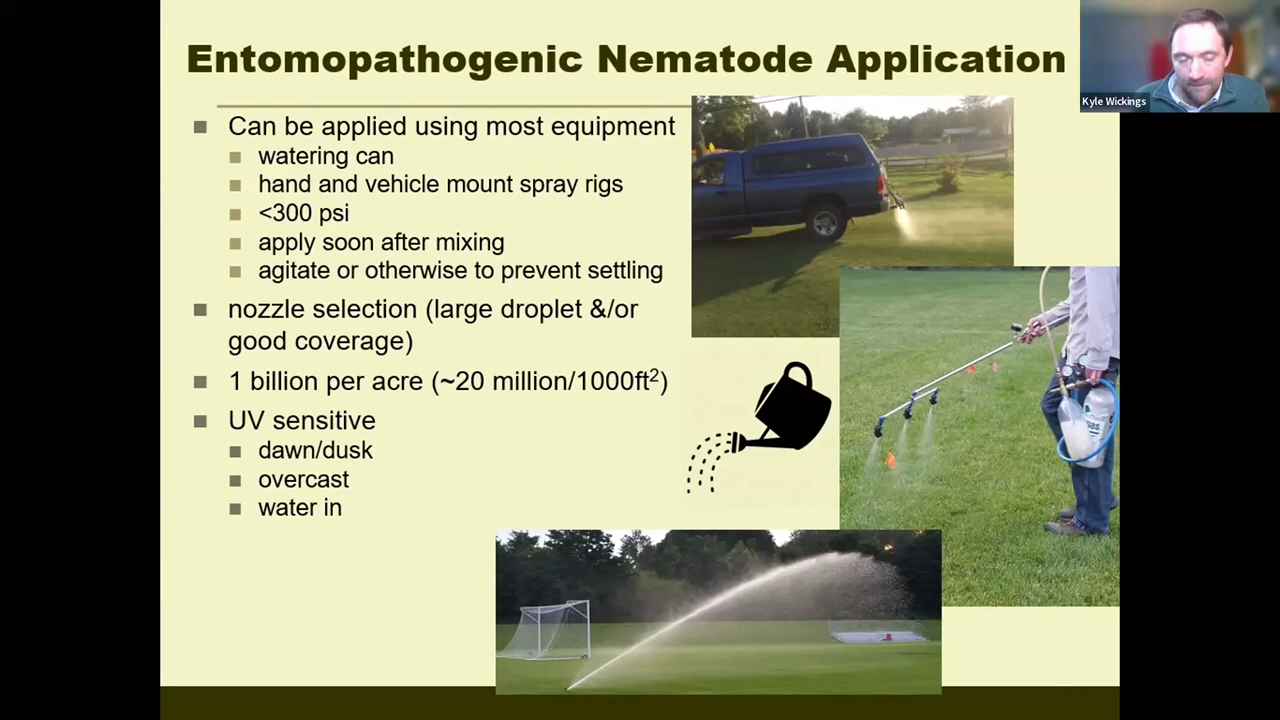 Entomopathogenic Nematode Application
Kyle Wickings
Can be applied using most equipment
watering can
hand and vehicle mount spray rigs
<300 psi
apply soon after mixing
agitate or otherwise to prevent settling
nozzle selection (large droplet &/or
good coverage)
1 billion per acre (~20 million/1000ft²)
UV sensitive
dawn/dusk
overcast
water in